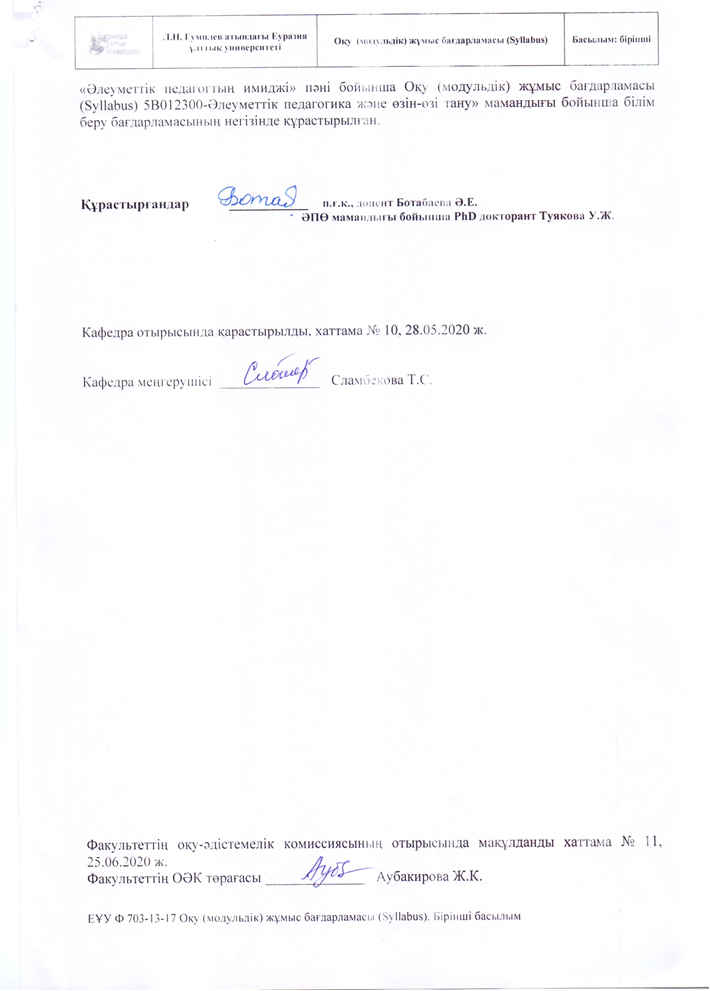 Л.Н. Гумилев атындағы Еуразия
ұлттық университеті
Оқу (модульдік) жұмыс бағдарламасы (Syllabus)
Басылым: бірінші
«Әлеуметтік педагогтың имиджі» пәні бойынша Оқу (модульдік) жұмыс бағдарламасы
(Syllabus) 5В012300-Әлеуметтік педагогика және өзін-өзі тану» мамандығы бойынша білім
беру бағдарламасының негізінде құрастырылған.
Құрастырғандар п.ғ.к., доцент Ботабаева Ә.Е.
ӘПӨ мамандығы бойынша PhD докторант Туякова У.Ж.
Кафедра отырысында қарастырылды, хаттама № 10, 28.05.2020 ж.
Кафедра меңгерушісі Сламбекова Т.С.
Факультеттің оқу-әдістемелік комиссиясының отырысында мақұлданды хаттама № 11,
25.06.2020 ж.
Факультеттің ОӘК төрағасы Аубакирова Ж.К.
ЕҰУ Ф 703-13-17 Оқу (модульдік) жұмыс бағдарламасы (Syllabus). Бірінші басылым